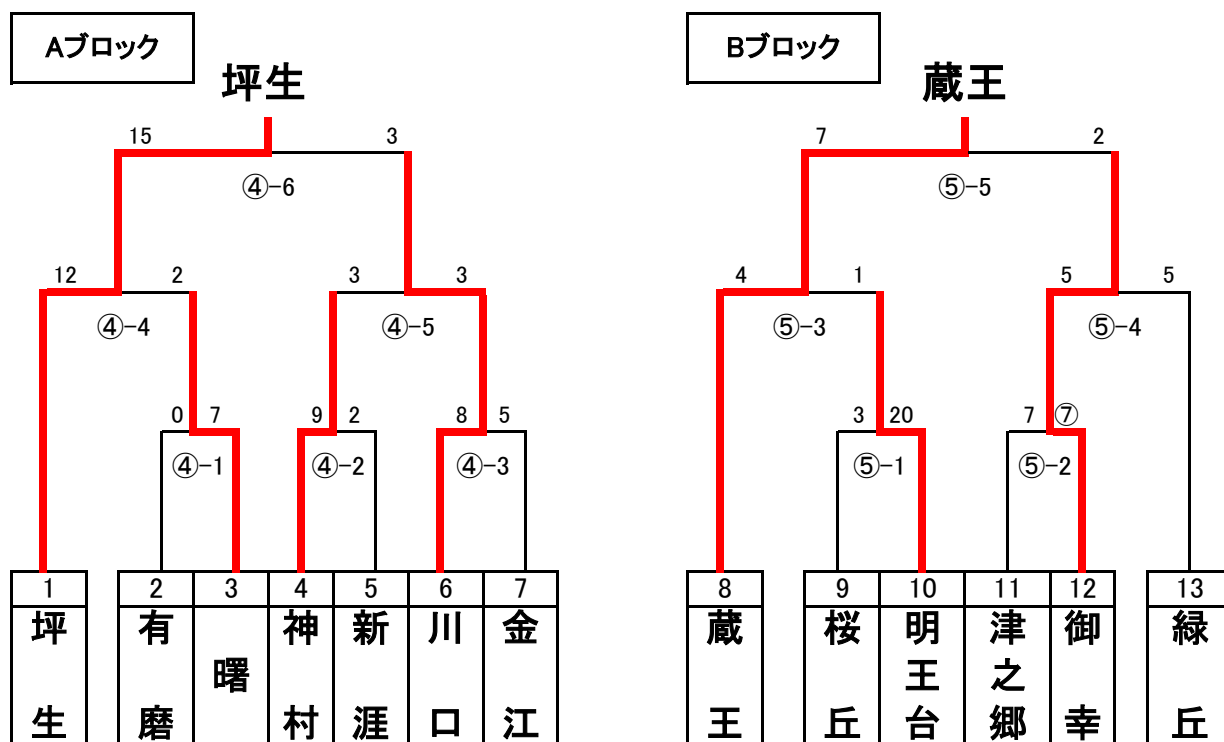 Aブロック
Bブロック
坪生
蔵王
15 3
7 2
④-6
⑤-5
12 2 3 3
4 1 5 5
④-4 ④-5
⑤-3 ⑤-4
0 7 9 2 8 5
3 20 7 ⑦
④-1 ④-2 ④-3
⑤-1 ⑤-2
1 2 3 4 5 6 7
8 9 10 11 12 13
坪生 有磨 曙 神村 新涯 川口 金江
蔵王 桜丘 明王台 津之郷 御幸 緑丘